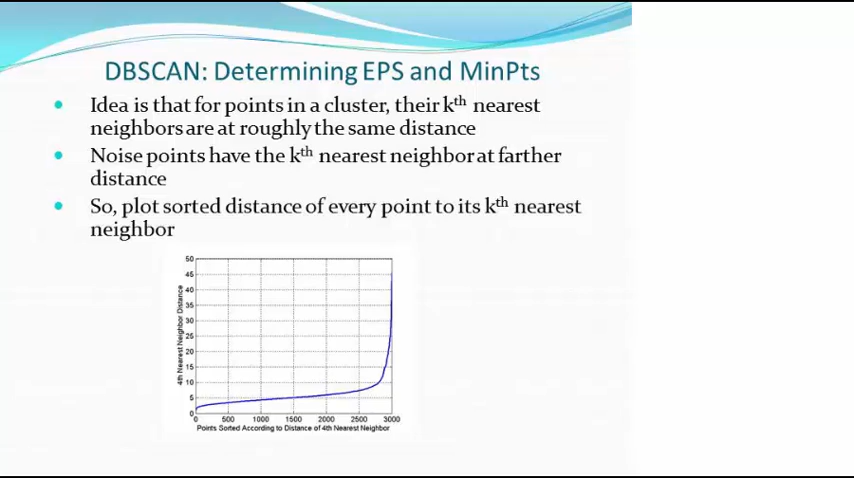 DBSCAN: Determining EPS and MinPts
Idea is that for points in a cluster, their kth nearest
neighbors are at roughly the same distance
Noise points have the kth nearest neighbor at farther
distance
So, plot sorted distance of every point to its kth nearest
neighbor
50
45
40
35
30
25
20
15
10
5
0
4th Nearest Neighbor Distance
0 500 1000 1500 2000 2500 3000
Points Sorted According to Distance of 4th Nearest Neighbor